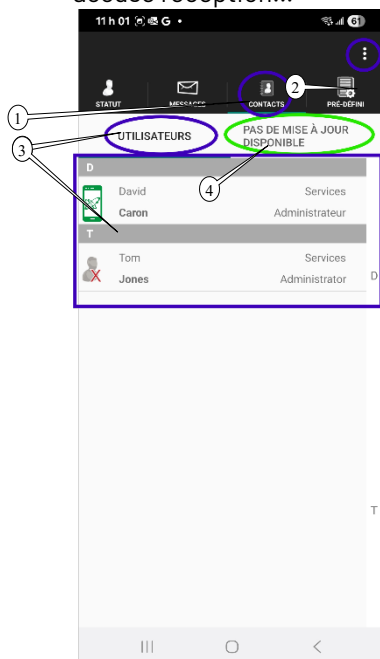 11 h 01 G •
61
STATUT
MESSAGES
CONTACTS
PRÉ-DÉFINI
1
2
3
UTILISATEURS
PAS DE MISE À JOUR
DISPONIBLE
4
D
David Services
Caron Administrateur
T
Tom Services
Jones Administrator
D
T